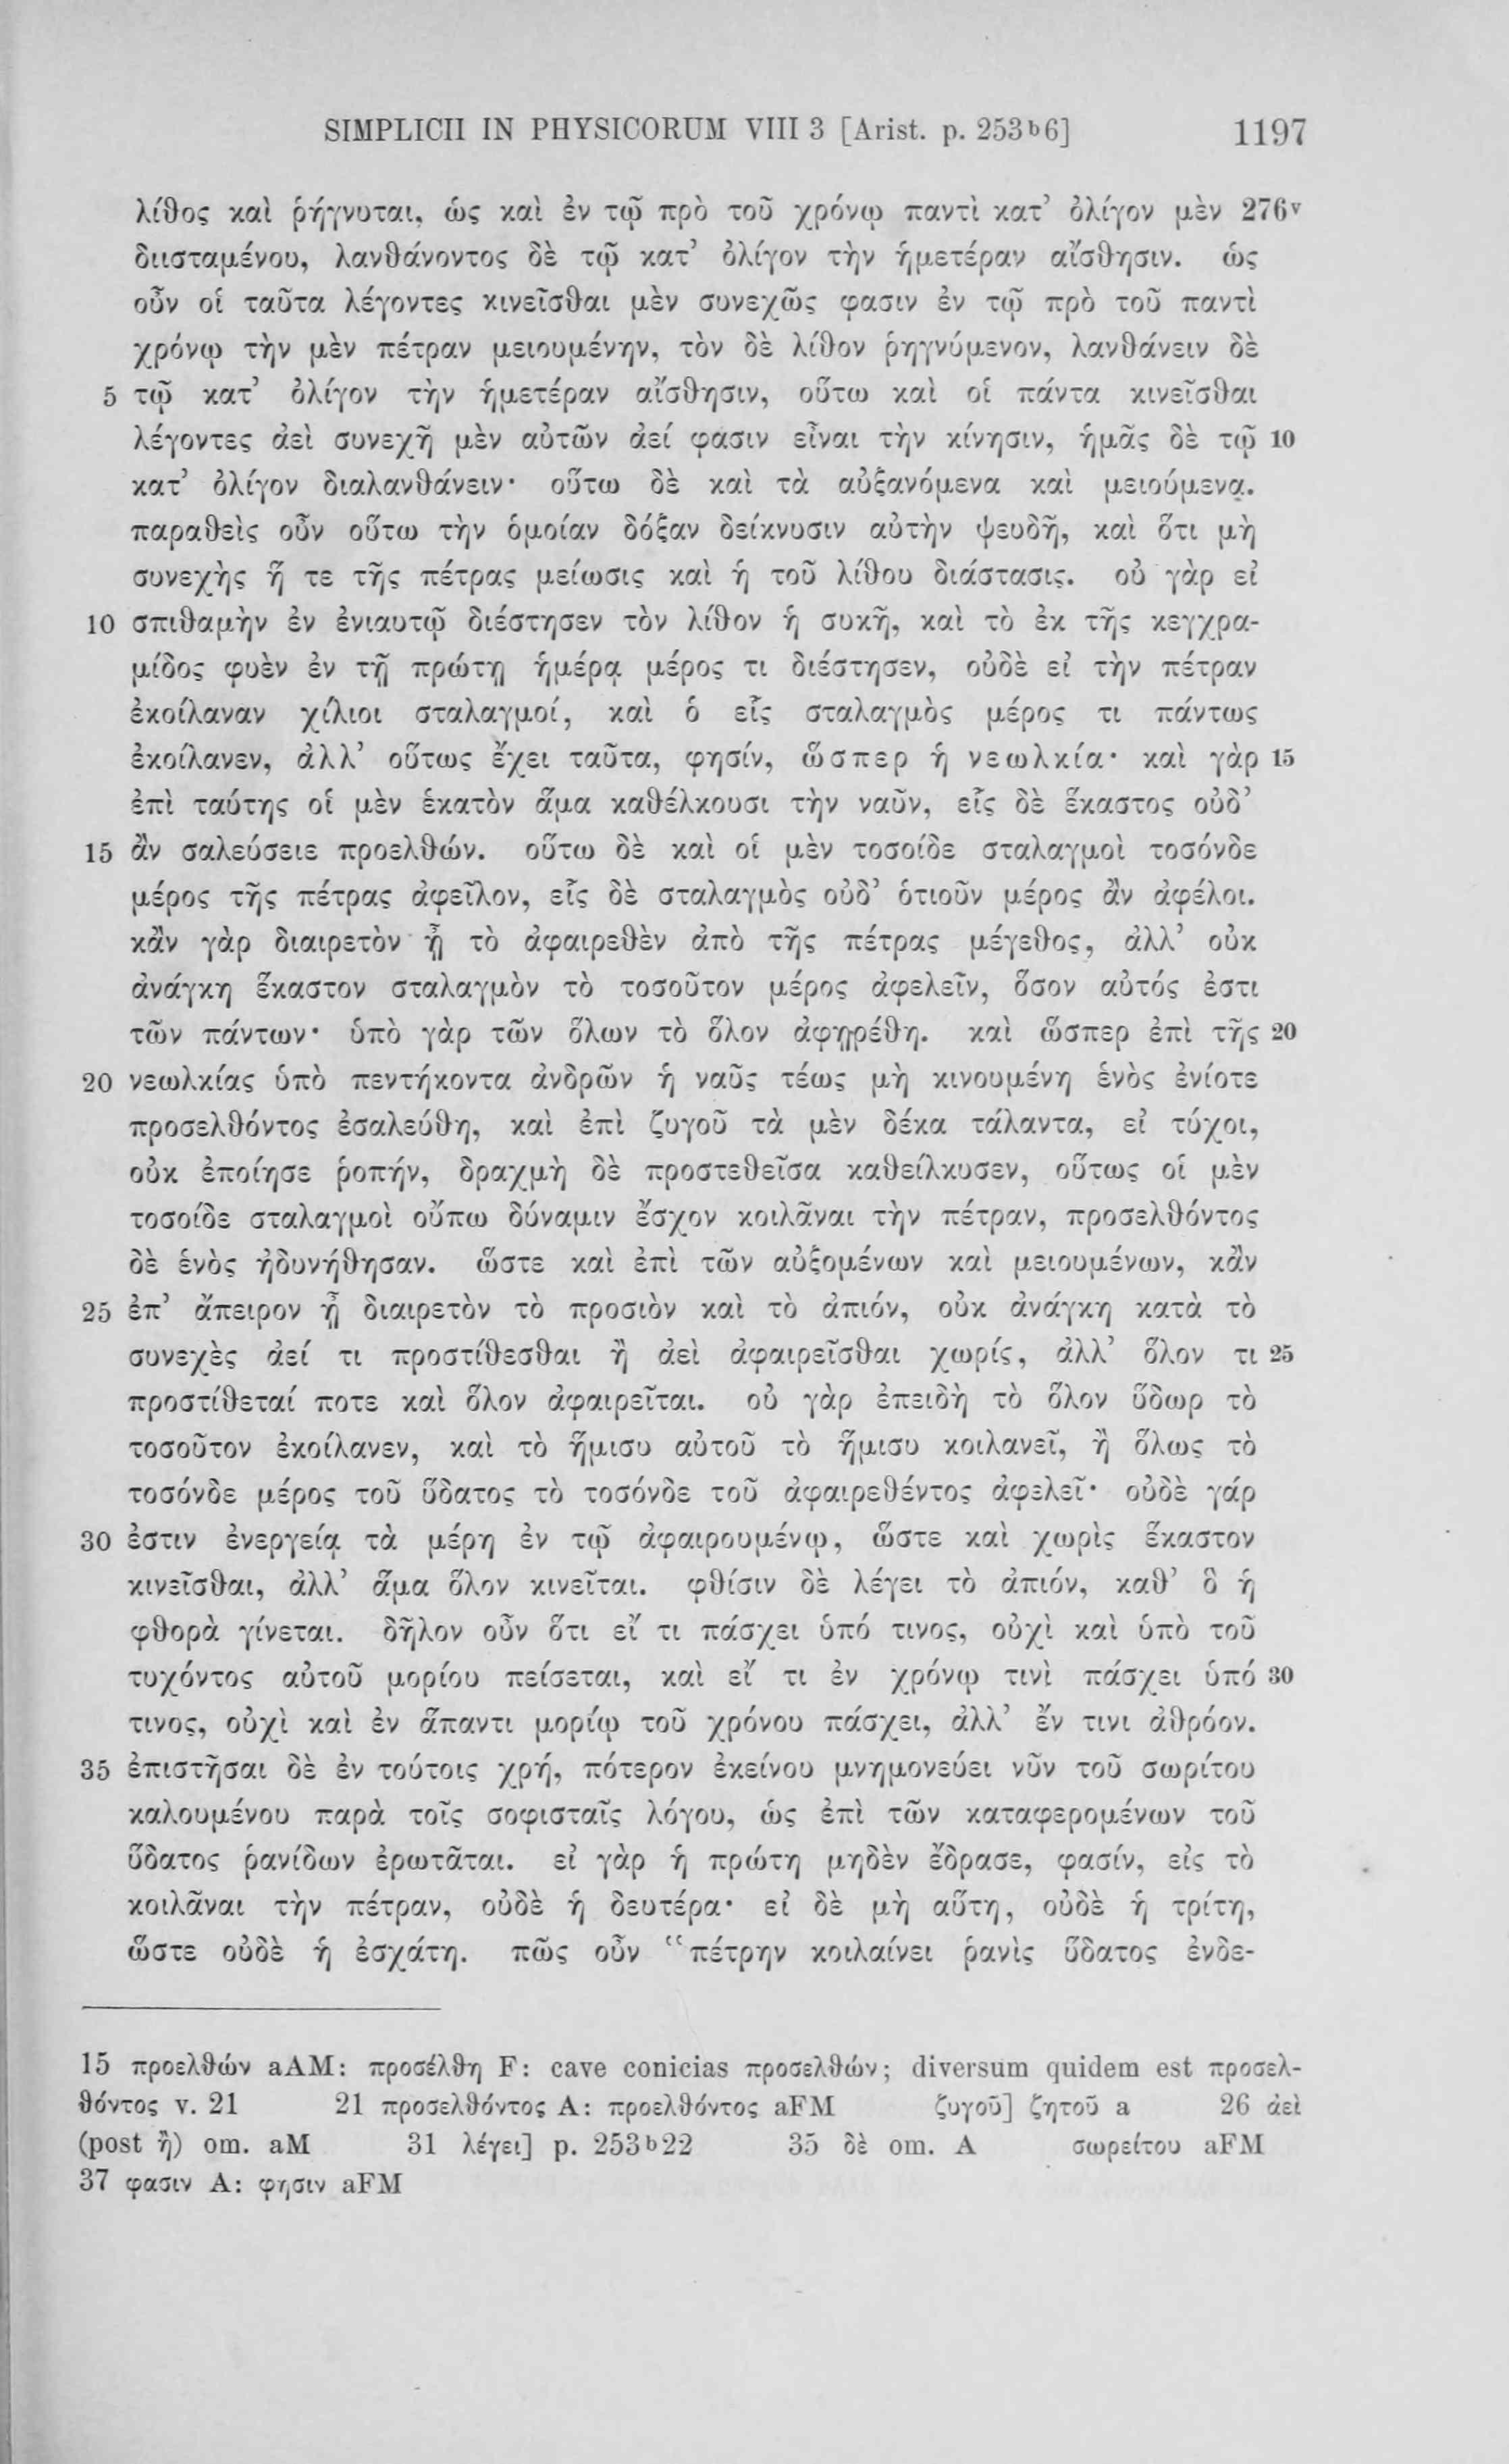 SIMPLICII IN PHYSICORUM VIII 3 [Arist. p. 253ᵇ6] 1197
λίθος καὶ ῥήγνυται, ὡς καὶ ἐν τῷ πρὸ τοῦ χρόνῳ παντὶ κατ’ ὀλίγον μὲν 276ᵛ
διισταμένου, λανθάνοντος δὲ τῷ κατ’ ὀλίγον τὴν ἡμετέραν αἴσθησιν. ὡς
οὖν οἱ ταῦτα λέγοντες κινεῖσθαι μὲν συνεχῶς φασιν ἐν τῷ πρὸ τοῦ παντὶ
χρόνῳ τὴν μὲν πέτραν μειουμένην, τὸν δὲ λίθον ῥηγνύμενον, λανθάνειν δὲ
5 τῷ κατ’ ὀλίγον τὴν ἡμετέραν αἴσθησιν, οὕτω καὶ οἱ πάντα κινεῖσθαι
λέγοντες ἀεὶ συνεχῆ μὲν αὐτῶν ἀεί φασιν εἶναι τὴν κίνησιν, ἡμᾶς δὲ τῷ 10
κατ’ ὀλίγον διαλανθάνειν· οὕτω δὲ καὶ τὰ αὐξανόμενα καὶ μειούμενα.
παραθεὶς οὖν οὕτω τὴν ὁμοίαν δόξαν δείκνυσιν αὐτὴν ψευδῆ, καὶ ὅτι μὴ
συνεχὴς ἥ τε τῆς πέτρας μείωσις καὶ ἡ τοῦ λίθου διάστασις. οὐ γὰρ εἰ
10 σπιθαμὴν ἐν ἐνιαυτῷ διέστησεν τὸν λίθον ἡ συκῆ, καὶ τὸ ἐκ τῆς κεγχρα-
μίδος φυὲν ἐν τῇ πρώτῃ ἡμέρᾳ μέρος τι διέστησεν, οὐδὲ εἰ τὴν πέτραν
ἐκοίλαναν χίλιοι σταλαγμοί, καὶ ὁ εἷς σταλαγμὸς μέρος τι πάντως
ἐκοίλανεν, ἀλλ’ οὕτως ἔχει ταῦτα, φησίν, ὥσπερ ἡ νεωλκία· καὶ γὰρ 15
ἐπὶ ταύτης οἱ μὲν ἑκατὸν ἅμα καθέλκουσι τὴν ναῦν, εἷς δὲ ἕκαστος οὐδ’
15 ἂν σαλεύσειε προελθών. οὕτω δὲ καὶ οἱ μὲν τοσοίδε σταλαγμοὶ τοσόνδε
μέρος τῆς πέτρας ἀφεῖλον, εἷς δὲ σταλαγμὸς οὐδ’ ὁτιοῦν μέρος ἂν ἀφέλοι.
κἂν γὰρ διαιρετὸν ᾖ τὸ ἀφαιρεθὲν ἀπὸ τῆς πέτρας μέγεθος, ἀλλ’ οὐκ
ἀνάγκη ἕκαστον σταλαγμὸν τὸ τοσοῦτον μέρος ἀφελεῖν, ὅσον αὐτός ἐστι
τῶν πάντων· ὑπὸ γὰρ τῶν ὅλων τὸ ὅλον ἀφῃρέθη. καὶ ὥσπερ ἐπὶ τῆς 20
20 νεωλκίας ὑπὸ πεντήκοντα ἀνδρῶν ἡ ναῦς τέως μὴ κινουμένη ἑνὸς ἐνίοτε
προσελθόντος ἐσαλεύθη, καὶ ἐπὶ ζυγοῦ τὰ μὲν δέκα τάλαντα, εἰ τύχοι,
οὐκ ἐποίησε ῥοπήν, δραχμὴ δὲ προστεθεῖσα καθείλκυσεν, οὕτως οἱ μὲν
τοσοίδε σταλαγμοὶ οὔπω δύναμιν ἔσχον κοιλᾶναι τὴν πέτραν, προσελθόντος
δὲ ἑνὸς ἠδυνήθησαν. ὥστε καὶ ἐπὶ τῶν αὐξομένων καὶ μειουμένων, κἂν
25 ἐπ’ ἄπειρον ᾖ διαιρετὸν τὸ προσιὸν καὶ τὸ ἀπιόν, οὐκ ἀνάγκη κατὰ τὸ
συνεχὲς ἀεί τι προστίθεσθαι ἢ ἀεὶ ἀφαιρεῖσθαι χωρίς, ἀλλ’ ὅλον τι 25
προστίθεταί ποτε καὶ ὅλον ἀφαιρεῖται. οὐ γὰρ ἐπειδὴ τὸ ὅλον ὕδωρ τὸ
τοσοῦτον ἐκοίλανεν, καὶ τὸ ἥμισυ αὐτοῦ τὸ ἥμισυ κοιλανεῖ, ἢ ὅλως τὸ
τοσόνδε μέρος τοῦ ὕδατος τὸ τοσόνδε τοῦ ἀφαιρεθέντος ἀφελεῖ· οὐδὲ γάρ
30 ἐστιν ἐνεργείᾳ τὰ μέρη ἐν τῷ ἀφαιρουμένῳ, ὥστε καὶ χωρὶς ἕκαστον
κινεῖσθαι, ἀλλ’ ἅμα ὅλον κινεῖται. φθίσιν δὲ λέγει τὸ ἀπιόν, καθ’ ὃ ἡ
φθορὰ γίνεται. δῆλον οὖν ὅτι εἴ τι πάσχει ὑπό τινος, οὐχὶ καὶ ὑπὸ τοῦ
τυχόντος αὐτοῦ μορίου πείσεται, καὶ εἴ τι ἐν χρόνῳ τινὶ πάσχει ὑπό 30
τινος, οὐχὶ καὶ ἐν ἅπαντι μορίῳ τοῦ χρόνου πάσχει, ἀλλ’ ἔν τινι ἀθρόον.
35 ἐπιστῆσαι δὲ ἐν τούτοις χρή, πότερον ἐκείνου μνημονεύει νῦν τοῦ σωρίτου
καλουμένου παρὰ τοῖς σοφισταῖς λόγου, ὡς ἐπὶ τῶν καταφερομένων τοῦ
ὕδατος ῥανίδων ἐρωτᾶται. εἰ γὰρ ἡ πρώτη μηδὲν ἔδρασε, φασίν, εἰς τὸ
κοιλᾶναι τὴν πέτραν, οὐδὲ ἡ δευτέρα· εἰ δὲ μὴ αὕτη, οὐδὲ ἡ τρίτη,
ὥστε οὐδὲ ἡ ἐσχάτη. πῶς οὖν “πέτρην κοιλαίνει ῥανὶς ὕδατος ἐνδε-
15 προελθών aAM: προσέλθη F: cave conicias προσελθών; diversum quidem est προσελ-
θόντος v. 21 21 προσελθόντος A: προελθόντος aFM ζυγοῦ] ζητοῦ a 26 ἀεὶ
(post ἢ) om. aM 31 λέγει] p. 253ᵇ22 35 δὲ om. A σωρείτου aFM
37 φασιν A: φησιν aFM